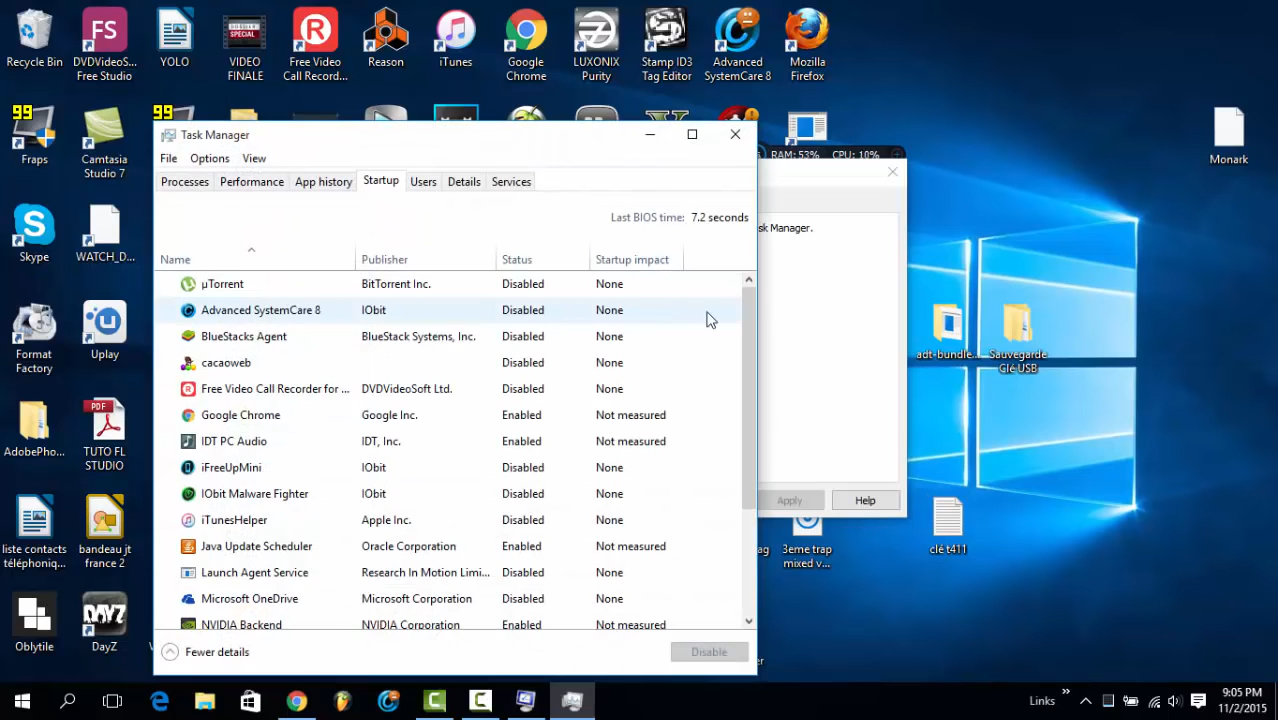 Recycle Bin
DVDVideoS...
Free Studio
YOLO
VIDEO
FINALE
DOSSIER
SPECIAL
Free Video
Call Record...
Reason
iTunes
Google
Chrome
LUXONIX
Purity
Stamp ID3
Tag Editor
Advanced
SystemCare 8
Mozilla
Firefox
FS
99
Fraps
Camtasia
Studio 7
99
Monark
Skype
WATCH_D...
Format
Factory
Uplay
AdobePho...
PDF
TUTO FL
STUDIO
liste contacts
téléphoniq...
bandeau jt
france 2
Oblytile
DAYZ
DayZ
adt-bundle...
Sauvegarde
Clé USB
clé t411
3eme trap
mixed v...
RAM: 53% CPU: 10%
sk Manager.
Apply
Help
Task Manager
File Options View
Processes Performance App history Startup Users Details Services
Last BIOS time: 7.2 seconds
Name Publisher Status Startup impact
µTorrent BitTorrent Inc. Disabled None
Advanced SystemCare 8 IObit Disabled None
BlueStacks Agent BlueStack Systems, Inc. Disabled None
cacaoweb Disabled None
Free Video Call Recorder for ... DVDVideoSoft Ltd. Disabled None
Google Chrome Google Inc. Enabled Not measured
IDT PC Audio IDT, Inc. Enabled Not measured
iFreeUpMini IObit Disabled None
IObit Malware Fighter IObit Disabled None
iTunesHelper Apple Inc. Disabled None
Java Update Scheduler Oracle Corporation Enabled Not measured
Launch Agent Service Research In Motion Limi... Disabled None
Microsoft OneDrive Microsoft Corporation Disabled None
NVIDIA Backend NVIDIA Corporation Enabled Not measured
Fewer details
Disable
Links
9:05 PM
11/2/2015